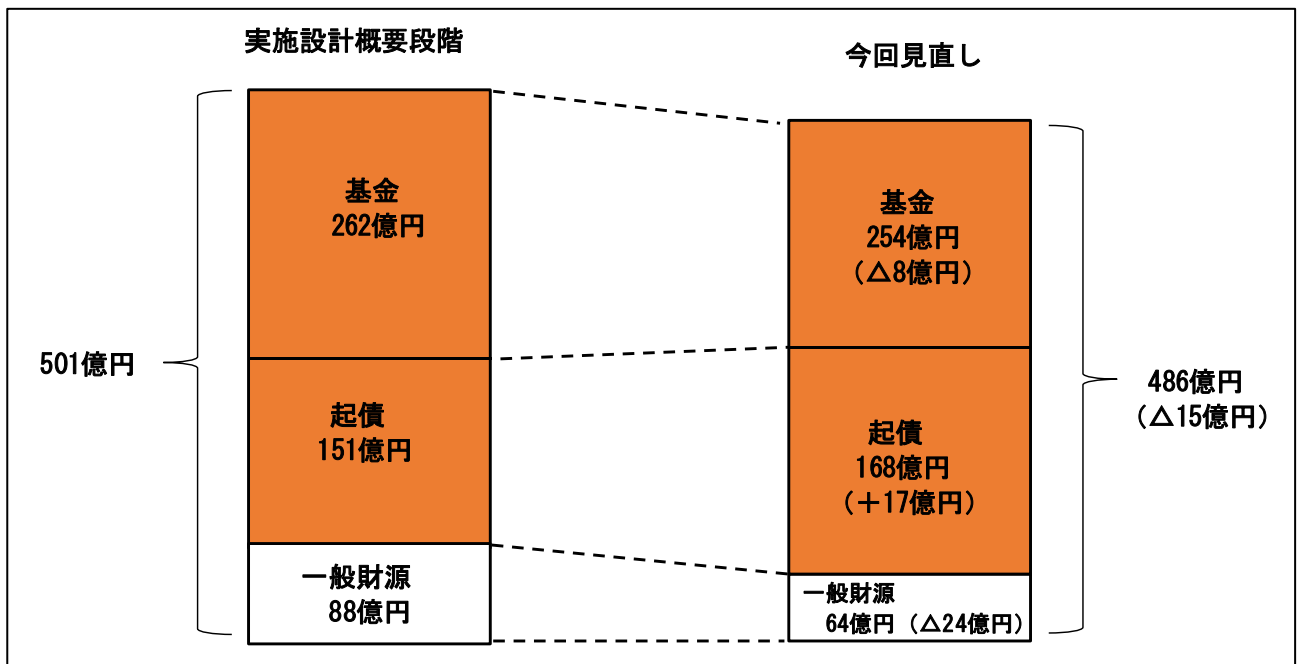 実施設計概要段階
基金
262億円
起債
151億円
一般財源
88億円
501億円
今回見直し
基金
254億円
(△8億円)
起債
168億円
(＋17億円)
一般財源
64億円 (△24億円)
486億円
(△15億円)